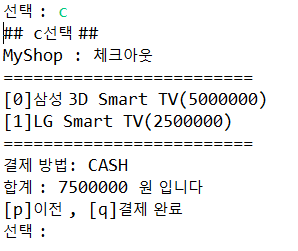 선택 : c
## c선택 ##
MyShop : 체크아웃
=========================
[0]삼성 3D Smart TV(5000000)
[1]LG Smart TV(2500000)
=========================
결제 방법: CASH
합계 : 7500000 원 입니다
[p]이전 , [q]결제 완료
선택 :